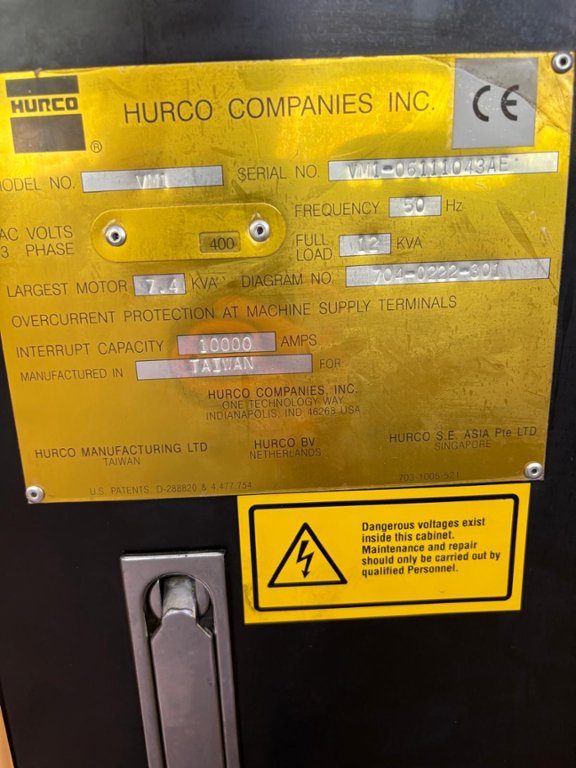 HURCO
®
HURCO COMPANIES INC.
CE
MODEL NO. VM1
SERIAL NO. VM1-06111043AE
AC VOLTS
3 PHASE
400
FREQUENCY 50 Hz
FULL
LOAD 12 KVA
LARGEST MOTOR 7.4 KVA
DIAGRAM NO 704-0222-301
OVERCURRENT PROTECTION AT MACHINE SUPPLY TERMINALS
INTERRUPT CAPACITY 10000 AMPS
MANUFACTURED IN TAIWAN FOR
HURCO COMPANIES, INC.
ONE TECHNOLOGY WAY
INDIANAPOLIS, IND 46268 USA
HURCO MANUFACTURING LTD
TAIWAN
HURCO BV
NETHERLANDS
HURCO S.E. ASIA Pte LTD
SINGAPORE
U.S. PATENTS D-288820 & 4,477,754
703-1005-521
Dangerous voltages exist
inside this cabinet.
Maintenance and repair
should only be carried out by
qualified Personnel.